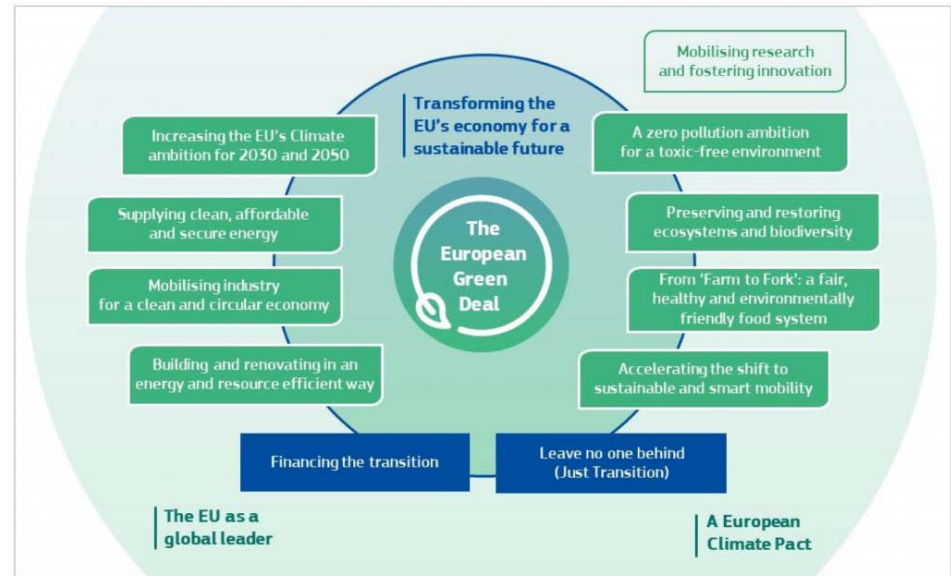 Mobilising research
and fostering innovation
Transforming the
EU's economy for a
sustainable future
Increasing the EU's Climate
ambition for 2030 and 2050
A zero pollution ambition
for a toxic-free environment
Supplying clean, affordable
and secure energy
Preserving and restoring
ecosystems and biodiversity
The
European
Green
Deal
Mobilising industry
for a clean and circular economy
From 'Farm to Fork': a fair,
healthy and environmentally
friendly food system
Building and renovating in an
energy and resource efficient way
Accelerating the shift to
sustainable and smart mobility
Financing the transition
Leave no one behind
(Just Transition)
The EU as a
global leader
A European
Climate Pact